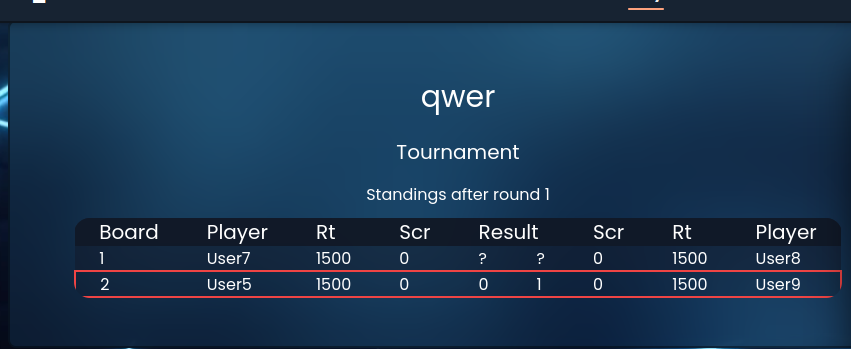 qwer
Tournament
Standings after round 1
Board Player Rt Scr Result Scr Rt Player
1 User7 1500 0 ? ? 0 1500 User8
2 User5 1500 0 0 1 0 1500 User9